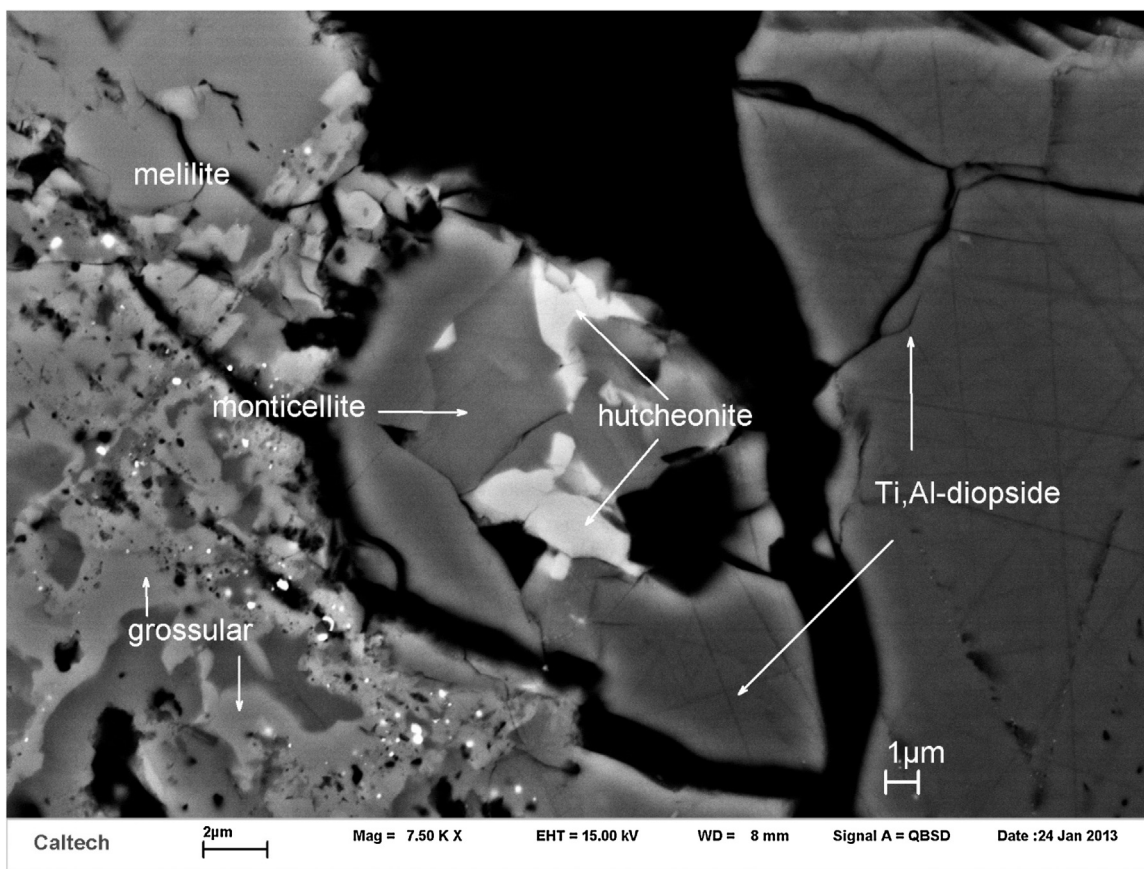 melilite
monticellite
hutcheonite
Ti,Al-diopside
grossular
1µm
Caltech
2µm
Mag = 7.50 K X
EHT = 15.00 kV
WD = 8 mm
Signal A = QBSD
Date :24 Jan 2013